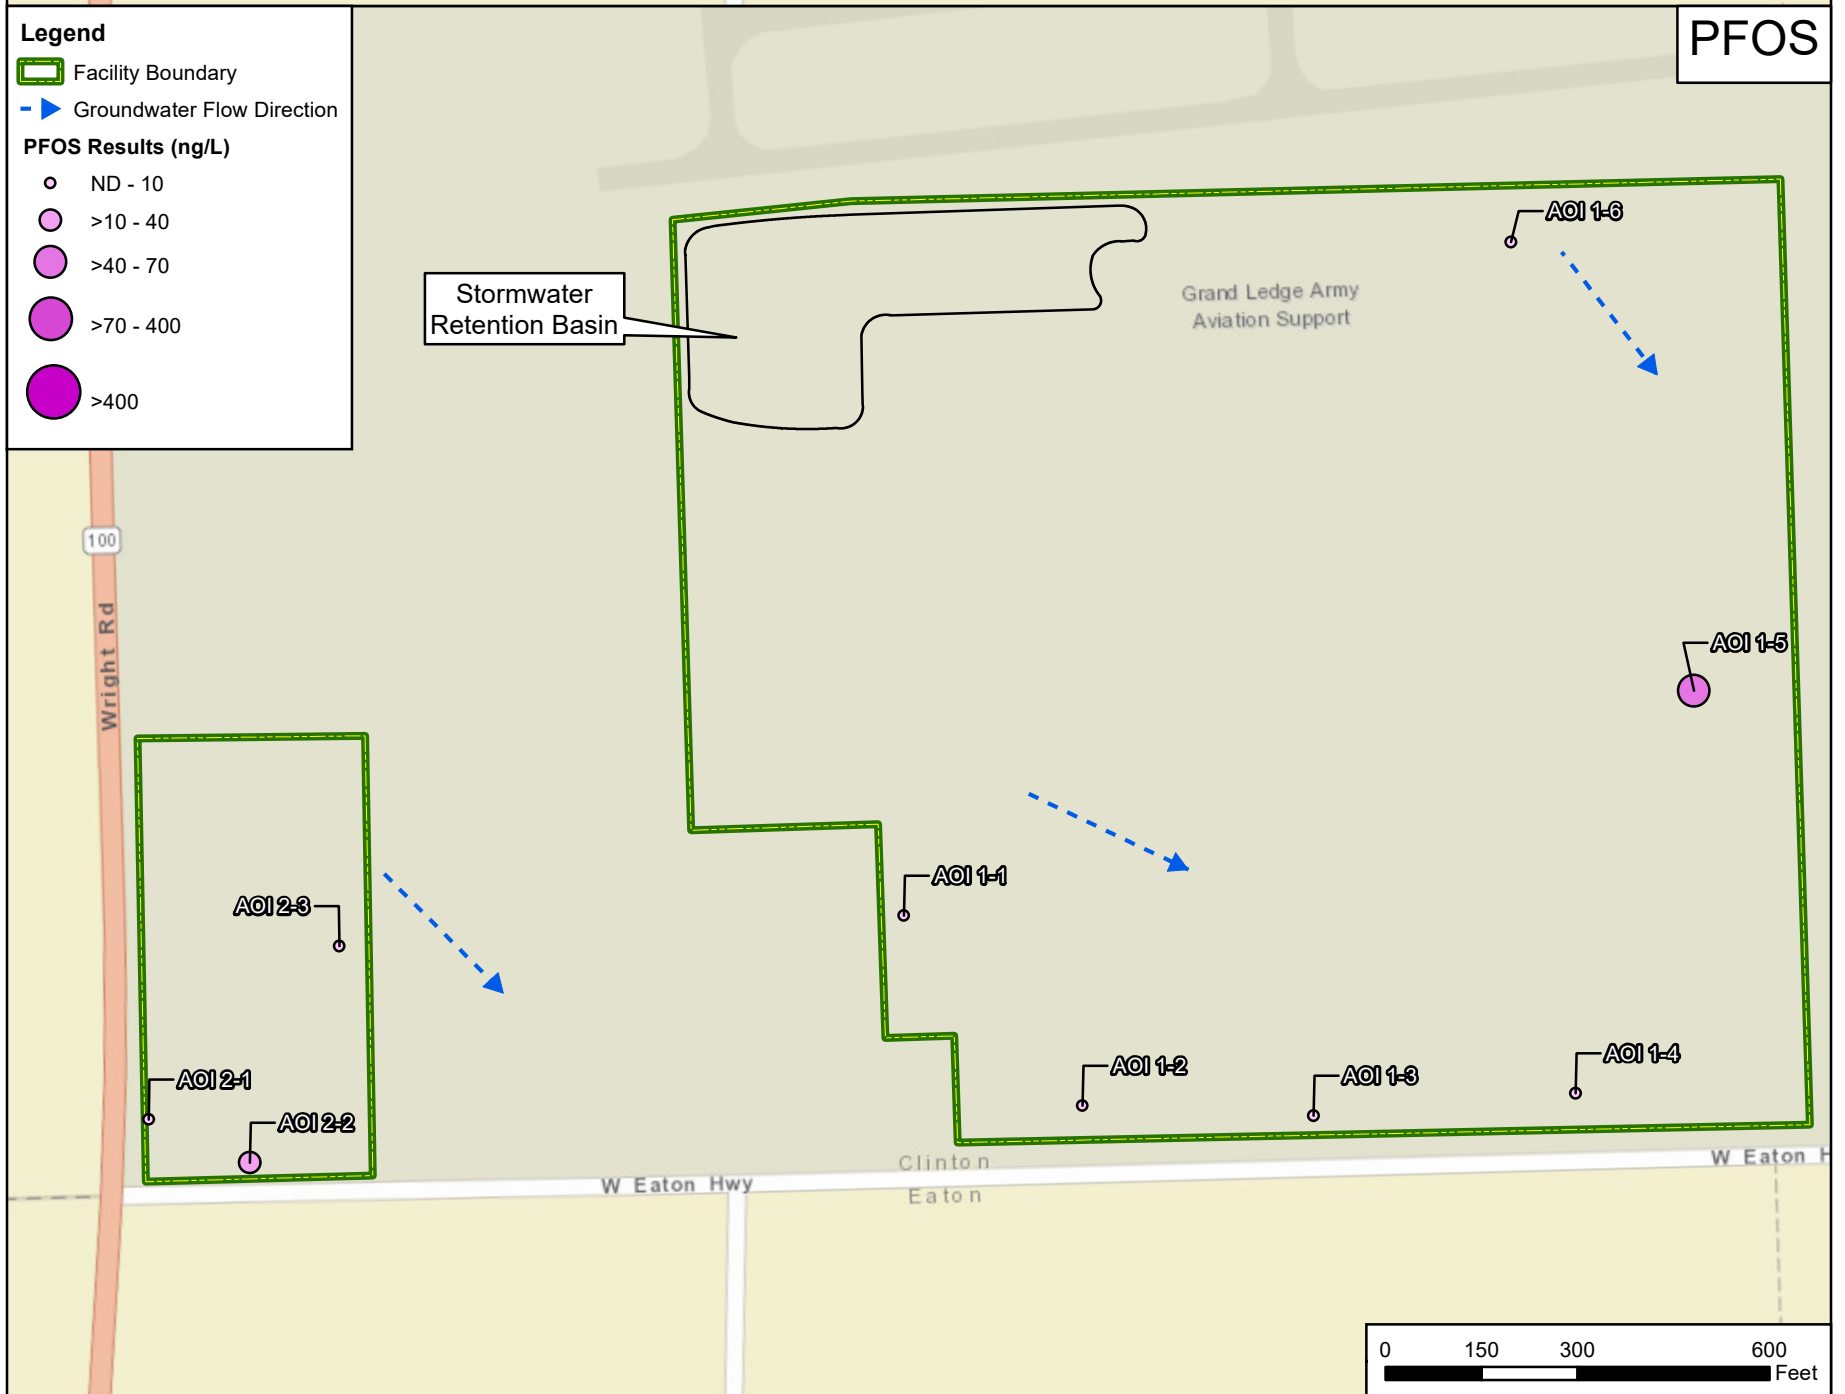 Legend
Facility Boundary
Groundwater Flow Direction
PFOS Results (ng/L)
ND - 10
>10 - 40
>40 - 70
>70 - 400
>400
PFOS
AOI 1-6
Stormwater
Retention Basin
Grand Ledge Army
Aviation Support
100
Wright Rd
AOI 1-5
AOI 1-1
AOI 2-3
AOI 2-1
AOI 2-2
AOI 1-2
AOI 1-3
AOI 1-4
Clinton
W Eaton Hwy
Eaton
W Eaton H
0 150 300 600
Feet